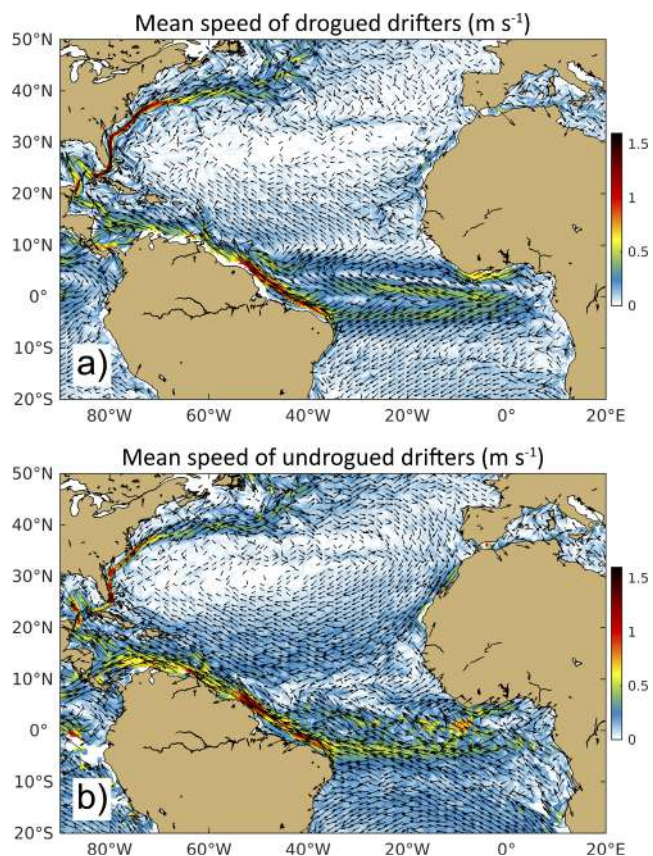 Mean speed of drogued drifters (m s⁻¹)
50°N
40°N
30°N
20°N
10°N
0°
10°S
20°S
80°W 60°W 40°W 20°W 0° 20°E
1.5
1
0.5
0
a)
Mean speed of undrogued drifters (m s⁻¹)
50°N
40°N
30°N
20°N
10°N
0°
10°S
20°S
80°W 60°W 40°W 20°W 0° 20°E
1.5
1
0.5
0
b)